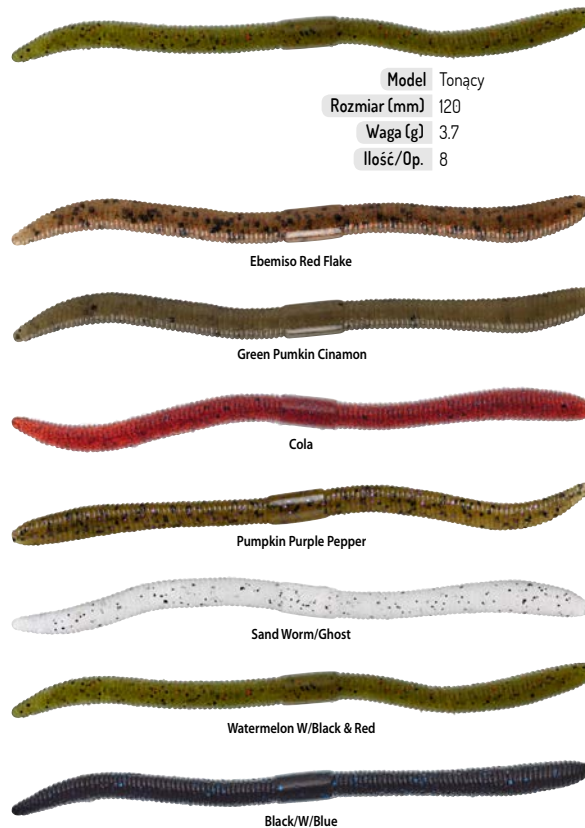 Model Tonący
Rozmiar (mm) 120
Waga (g) 3.7
Ilość/Op. 8
Ebemiso Red Flake
Green Pumkin Cinamon
Cola
Pumpkin Purple Pepper
Sand Worm/Ghost
Watermelon W/Black & Red
Black/W/Blue